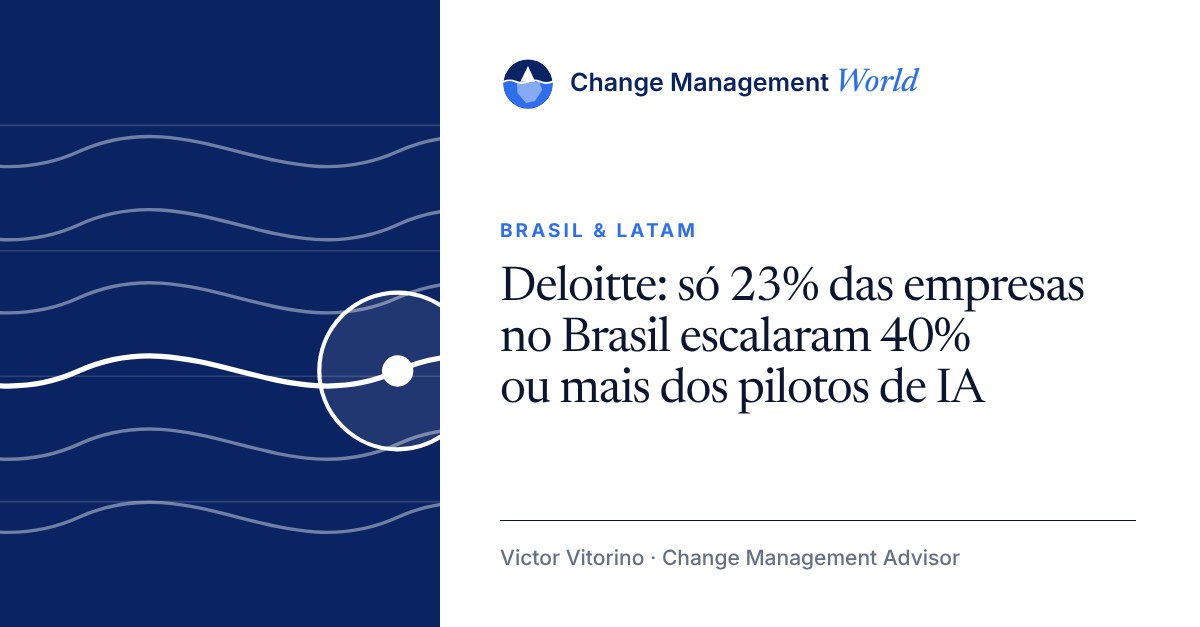 Change Management World
BRASIL & LATAM
Deloitte: só 23% das empresas
no Brasil escalaram 40%
ou mais dos pilotos de IA
Victor Vitorino · Change Management Advisor